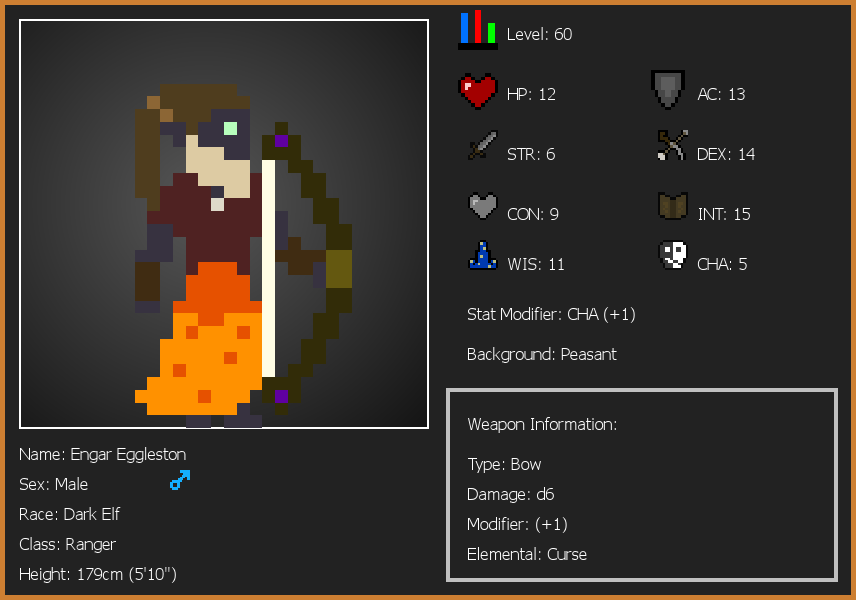 Level: 60
HP: 12
AC: 13
STR: 6
DEX: 14
CON: 9
INT: 15
WIS: 11
CHA: 5
Stat Modifier: CHA (+1)
Background: Peasant
Weapon Information:
Type: Bow
Damage: d6
Modifier: (+1)
Elemental: Curse
Name: Engar Eggleston
Sex: Male
Race: Dark Elf
Class: Ranger
Height: 179cm (5'10")